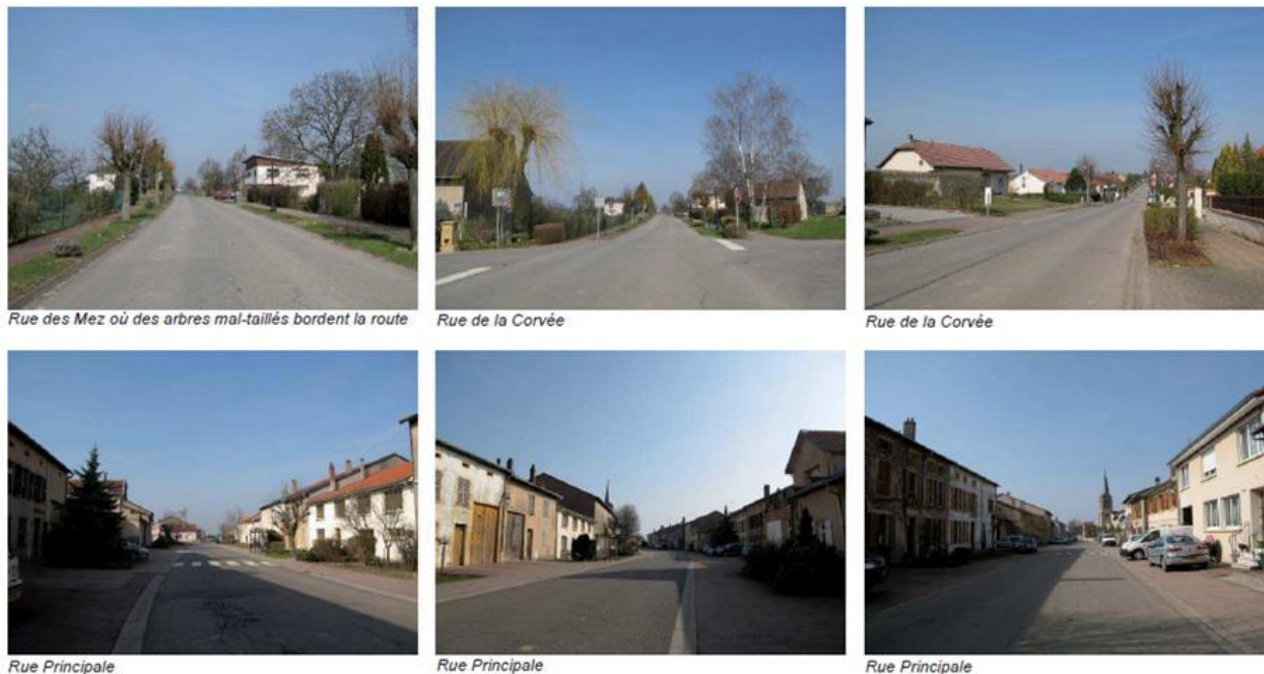 Rue des Mez où des arbres mal-taillés bordent la route
Rue de la Corvée
Rue de la Corvée
Rue Principale
Rue Principale
Rue Principale